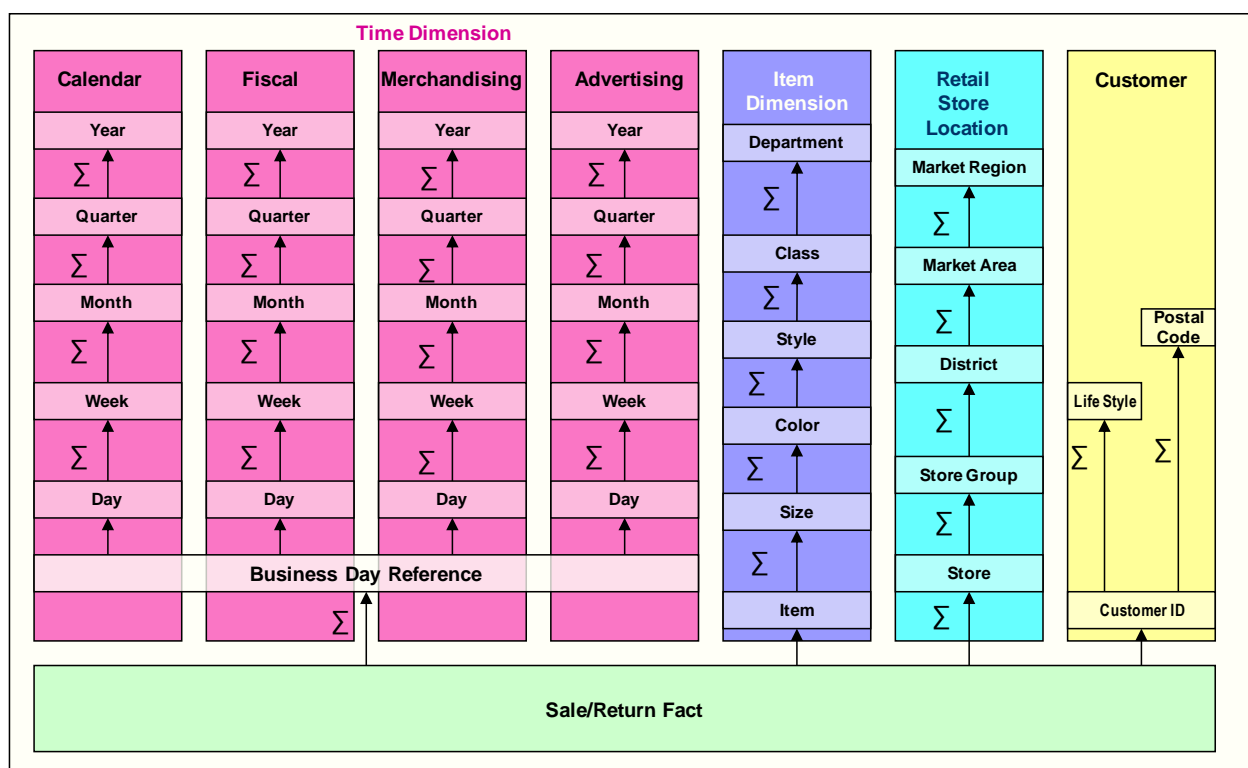 Time Dimension
Calendar
Year
Σ
Quarter
Σ
Month
Σ
Week
Σ
Day
Fiscal
Year
Σ
Quarter
Σ
Month
Σ
Week
Σ
Day
Merchandising
Year
Σ
Quarter
Σ
Month
Σ
Week
Σ
Day
Advertising
Year
Σ
Quarter
Σ
Month
Σ
Week
Σ
Day
Business Day Reference
Σ
Item
Dimension
Department
Σ
Class
Σ
Style
Σ
Color
Σ
Size
Σ
Item
Retail
Store
Location
Market Region
Σ
Market Area
Σ
District
Σ
Store Group
Σ
Store
Σ
Customer
Postal
Code
Life Style
Σ
Σ
Customer ID
Sale/Return Fact